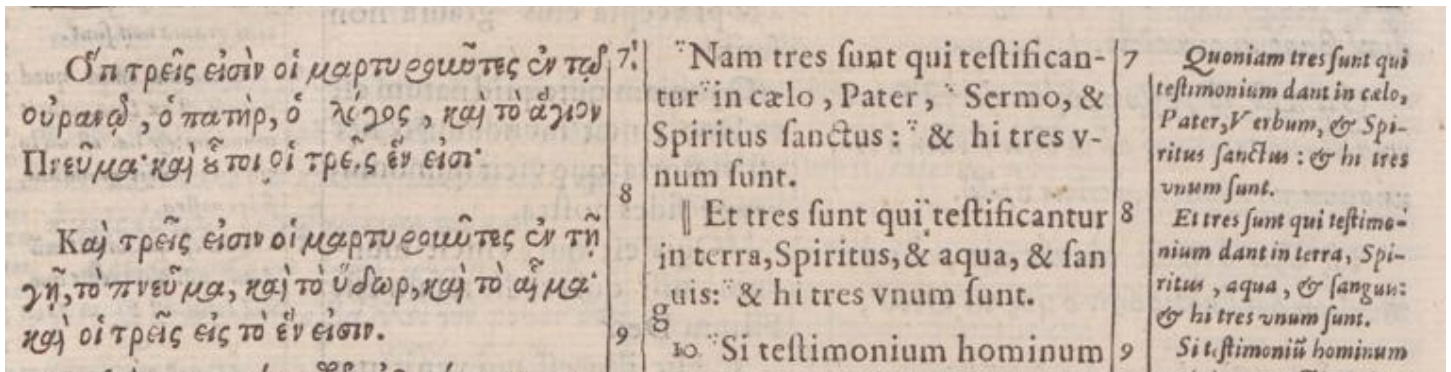 Ὅτι τρεῖς εἰσὶν οἱ μαρτυροιῶτες ἐν τῷ
οὐρανῷ, ὁ πατὴρ, ὁ λόγος, καὶ τὸ ἅγιον
Πνεῦμα· καὶ οὗτοι οἱ τρεῖς ἕν εἰσι·
Καὶ τρεῖς εἰσιν οἱ μαρτυροιῶτες ἐν τῇ
γῇ, τὸ πνεῦμα, καὶ τὸ ὕδωρ, καὶ τὸ αἷμα·
καὶ οἱ τρεῖς εἰς τὸ ἕν εἰσιν.
7
8
9
"Nam tres ſunt qui teſtifican-
tur "in cælo, Pater, "Sermo, &
Spiritus ſanctus: "& hi tres v-
num ſunt.
‖ Et tres ſunt qui "teſtificantur
in terra, Spiritus, & aqua, & ſan
guis: "& hi tres vnum ſunt.
10 "Si teſtimonium hominum
7
8
9
Quoniam tres ſunt qui
teſtimonium dant in cælo,
Pater, Verbum, & Spi-
ritus ſanctus: & hi tres
vnum ſunt.
Et tres ſunt qui teſtimo-
nium dant in terra, Spi-
ritus, aqua, & ſanguis:
& hi tres vnum ſunt.
Si teſtimoniū hominum